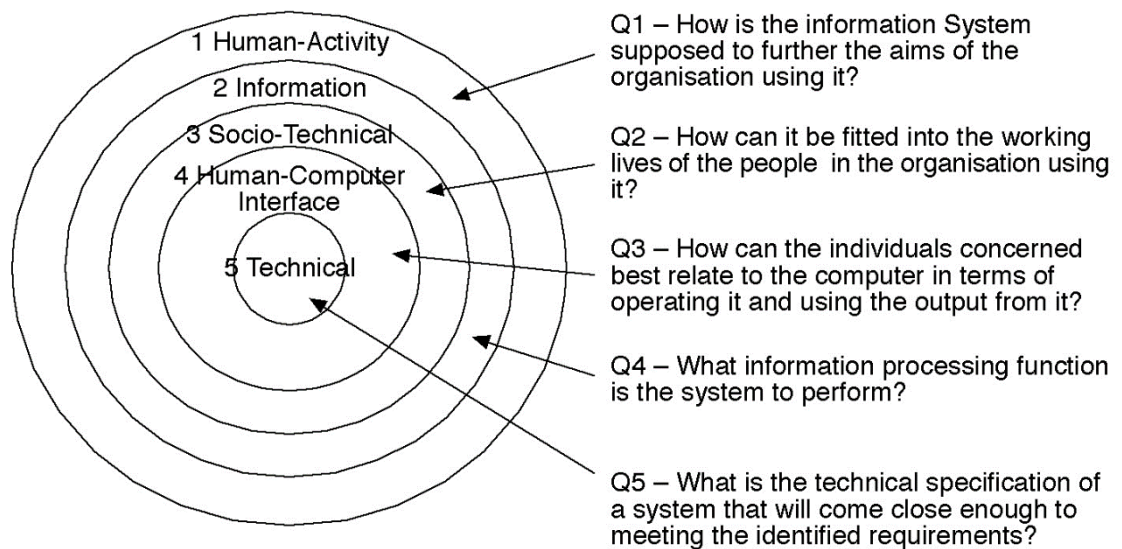 1 Human-Activity
2 Information
3 Socio-Technical
4 Human-Computer
Interface
5 Technical
Q1 – How is the information System
supposed to further the aims of the
organisation using it?
Q2 – How can it be fitted into the working
lives of the people in the organisation using
it?
Q3 – How can the individuals concerned
best relate to the computer in terms of
operating it and using the output from it?
Q4 – What information processing function
is the system to perform?
Q5 – What is the technical specification of
a system that will come close enough to
meeting the identified requirements?